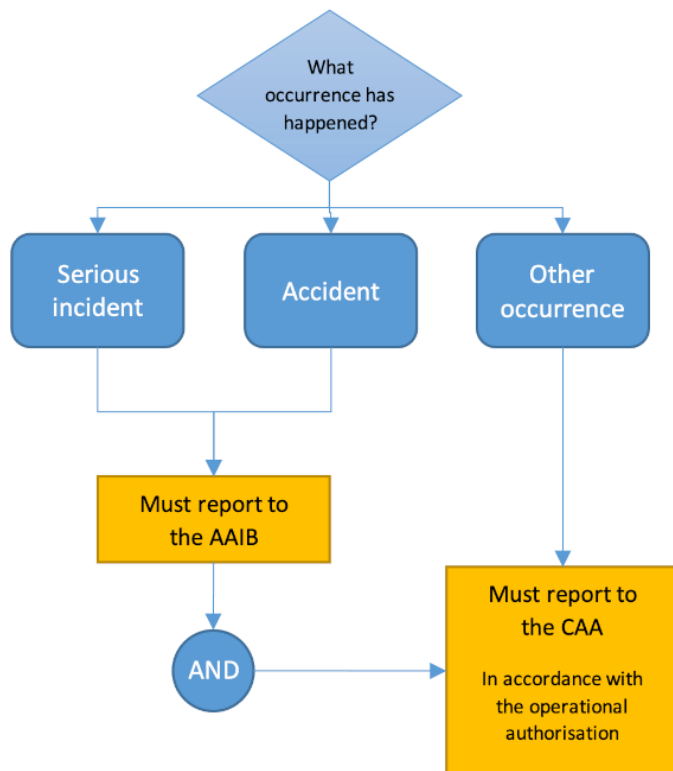 What
occurrence has
happened?
Serious
incident
Accident
Other
occurrence
Must report to
the AAIB
AND
Must report to
the CAA
In accordance with
the operational
authorisation